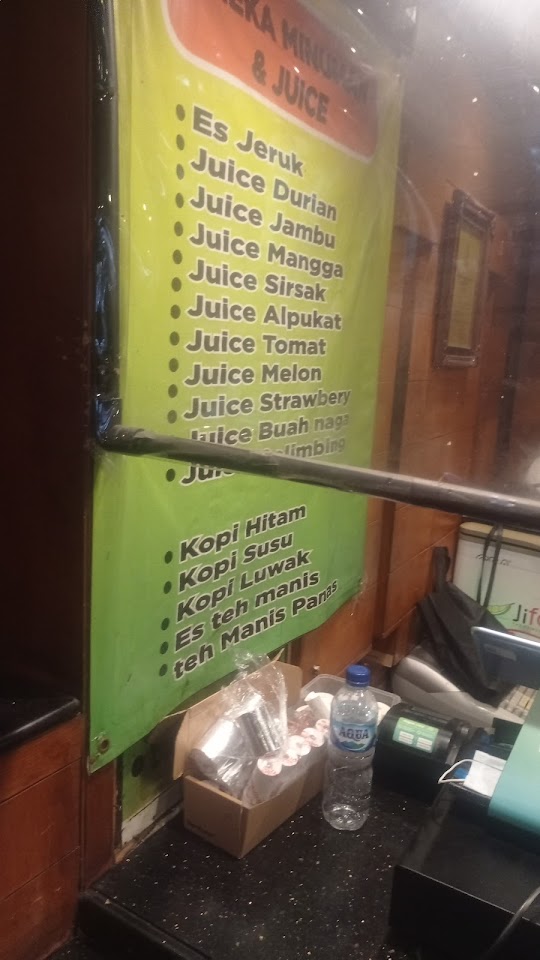 MINUMAN
& JUICE
Es Jeruk
Juice Durian
Juice Jambu
Juice Mangga
Juice Sirsak
Juice Alpukat
Juice Tomat
Juice Melon
Juice Strawbery
Juice Buah naga
Kopi Hitam
Kopi Susu
Kopi Luwak
Es teh manis
teh Manis Panas
AQUA